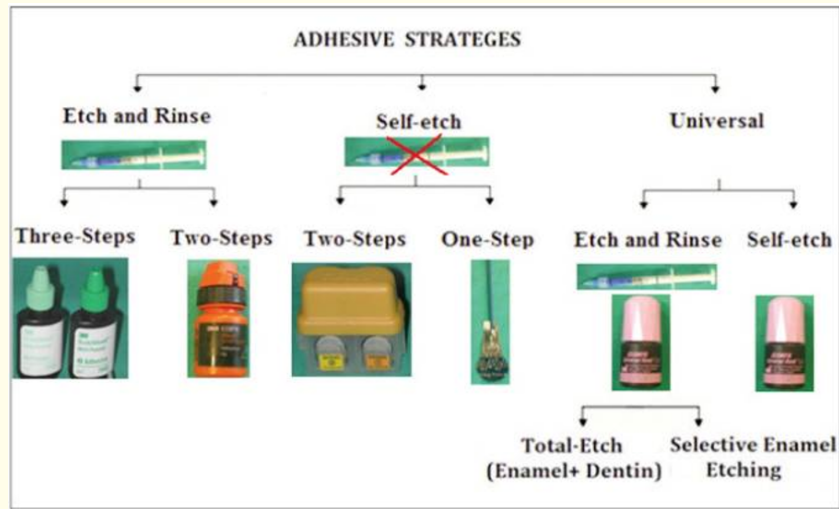 ADHESIVE STRATEGES
Etch and Rinse
Self-etch
Universal
Three-Steps
Two-Steps
Two-Steps
One-Step
Etch and Rinse
Self-etch
Total-Etch
(Enamel+ Dentin)
Selective Enamel
Etching